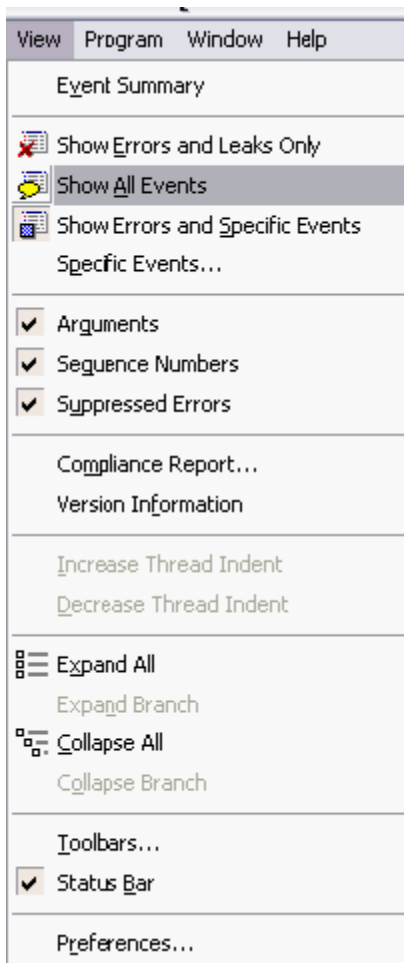 View Program Window Help
Event Summary
Show Errors and Leaks Only
Show All Events
Show Errors and Specific Events
Specific Events...
Arguments
Sequence Numbers
Suppressed Errors
Compliance Report...
Version Information
Increase Thread Indent
Decrease Thread Indent
Expand All
Expand Branch
Collapse All
Collapse Branch
Toolbars...
Status Bar
Preferences...